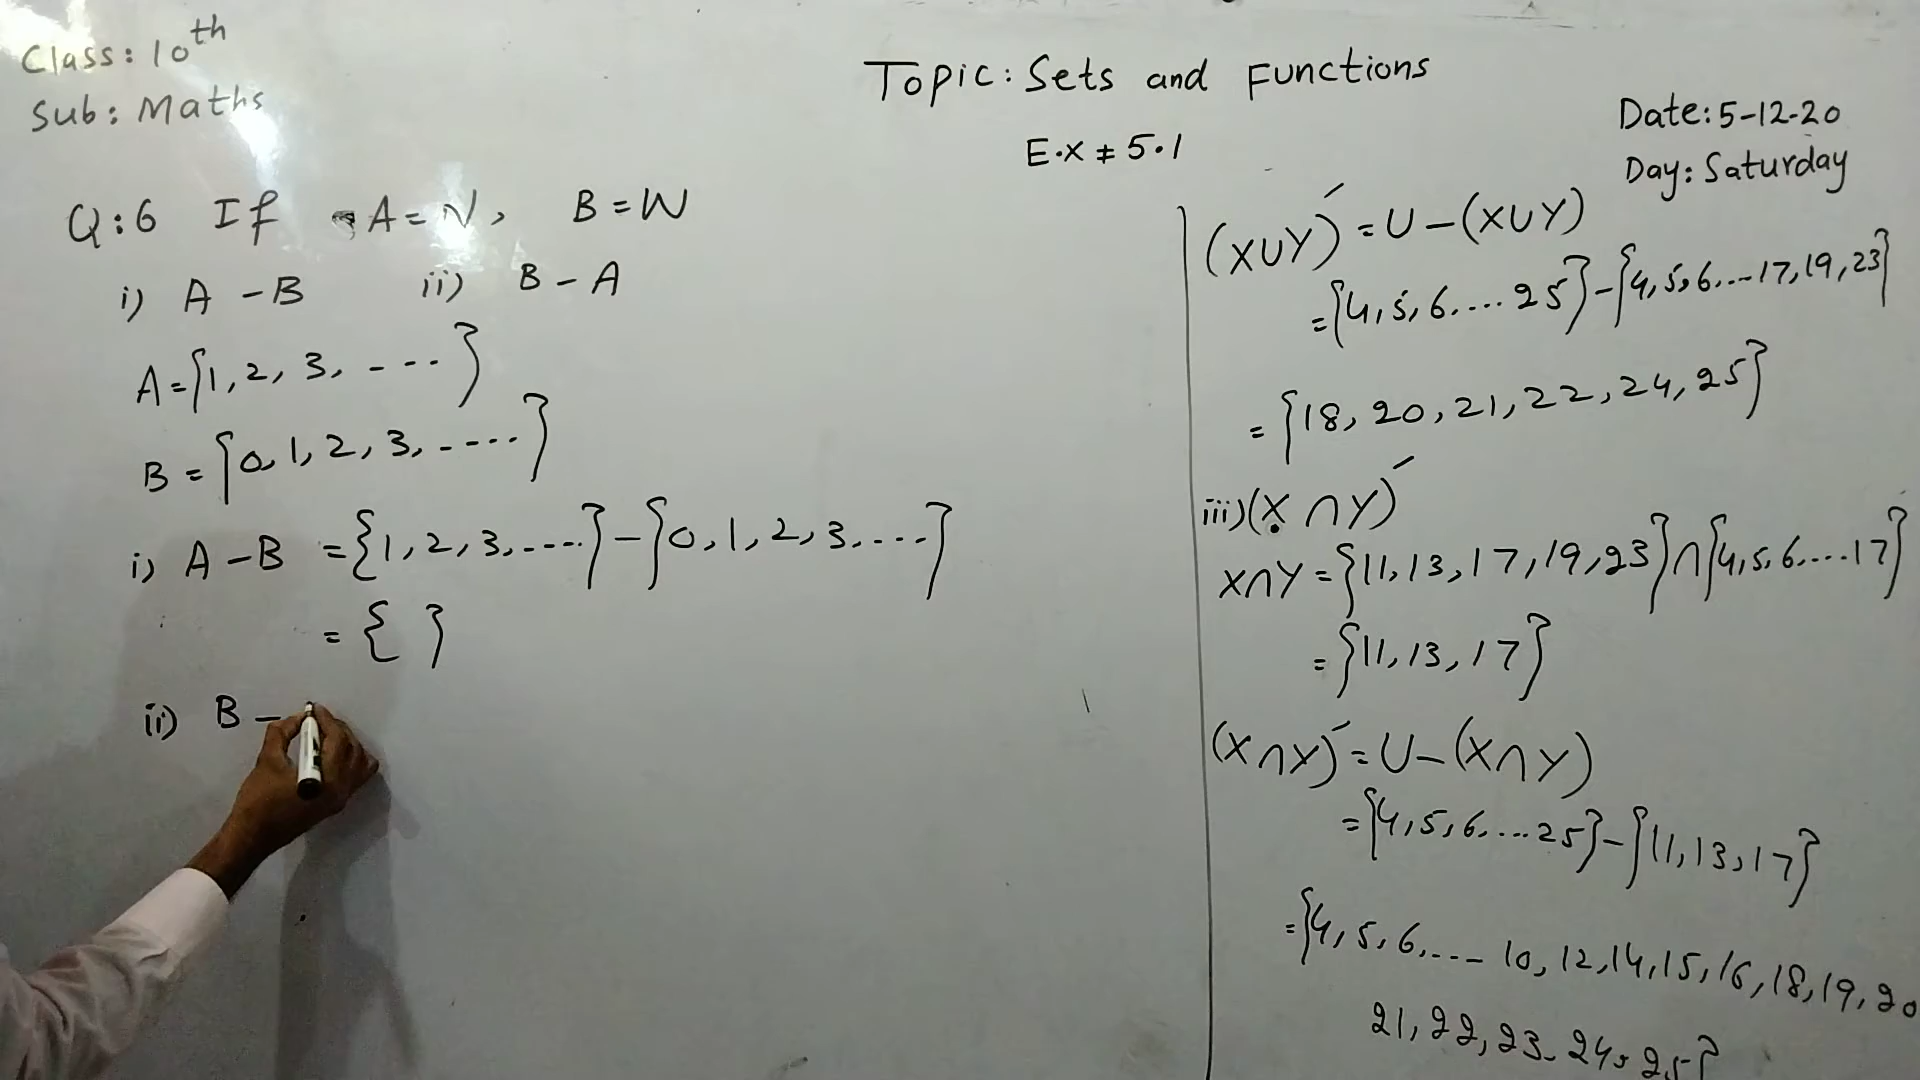 Class: 10th
Sub: Maths
Topic: Sets and Functions
E.X # 5.1
Date: 5-12-20
Day: Saturday
Q:6 If A = N, B = W
i) A - B ii) B - A
A = {1, 2, 3, ....}
B = {0, 1, 2, 3, ....}
i) A - B = {1, 2, 3, ....} - {0, 1, 2, 3, ....}
= { }
ii) B -
(X∪Y)′ = U - (X∪Y)
= {4, 5, 6, .... 25} - {4, 5, 6, ... 17, 19, 23}
= {18, 20, 21, 22, 24, 25}
iii) (X ∩ Y)′
X∩Y = {11, 13, 17, 19, 23} ∩ {4, 5, 6, .... 17}
= {11, 13, 17}
(X∩Y)′ = U - (X∩Y)
= {4, 5, 6, .... 25} - {11, 13, 17}
= {4, 5, 6, .... 10, 12, 14, 15, 16, 18, 19, 20
21, 22, 23, 24, 25}